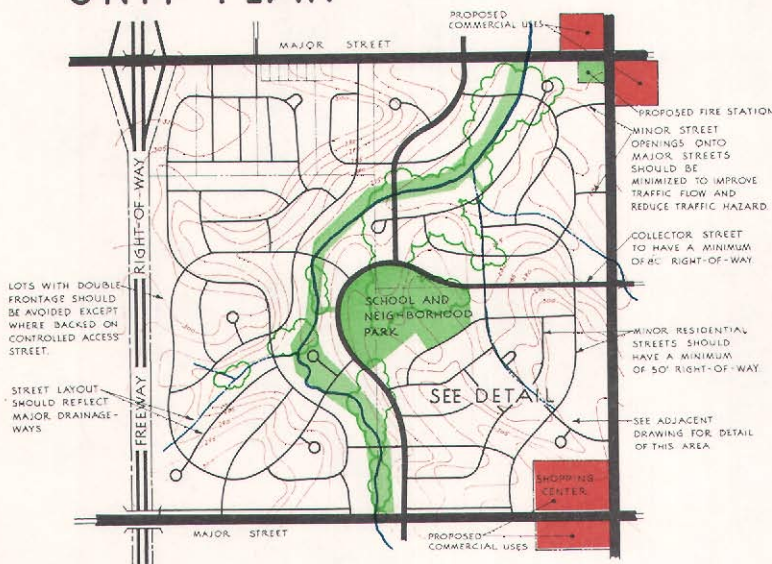 UNIT PLAN
PROPOSED
COMMERCIAL USES
MAJOR STREET
PROPOSED FIRE STATION
MINOR STREET
OPENINGS ONTO
MAJOR STREETS
SHOULD BE
MINIMIZED TO IMPROVE
TRAFFIC FLOW AND
REDUCE TRAFFIC HAZARD.
RIGHT-OF-WAY
COLLECTOR STREET
TO HAVE A MINIMUM
OF 80' RIGHT-OF-WAY.
LOTS WITH DOUBLE
FRONTAGE SHOULD
BE AVOIDED EXCEPT
WHERE BACKED ON
CONTROLLED ACCESS
STREET.
SCHOOL AND
NEIGHBORHOOD
PARK
MINOR RESIDENTIAL
STREETS SHOULD
HAVE A MINIMUM
OF 50' RIGHT-OF-WAY.
STREET LAYOUT
SHOULD REFLECT
MAJOR DRAINAGE-
WAYS
FREEWAY
SEE DETAIL
SEE ADJACENT
DRAWING FOR DETAIL
OF THIS AREA
SHOPPING
CENTER
MAJOR STREET
PROPOSED
COMMERCIAL USES